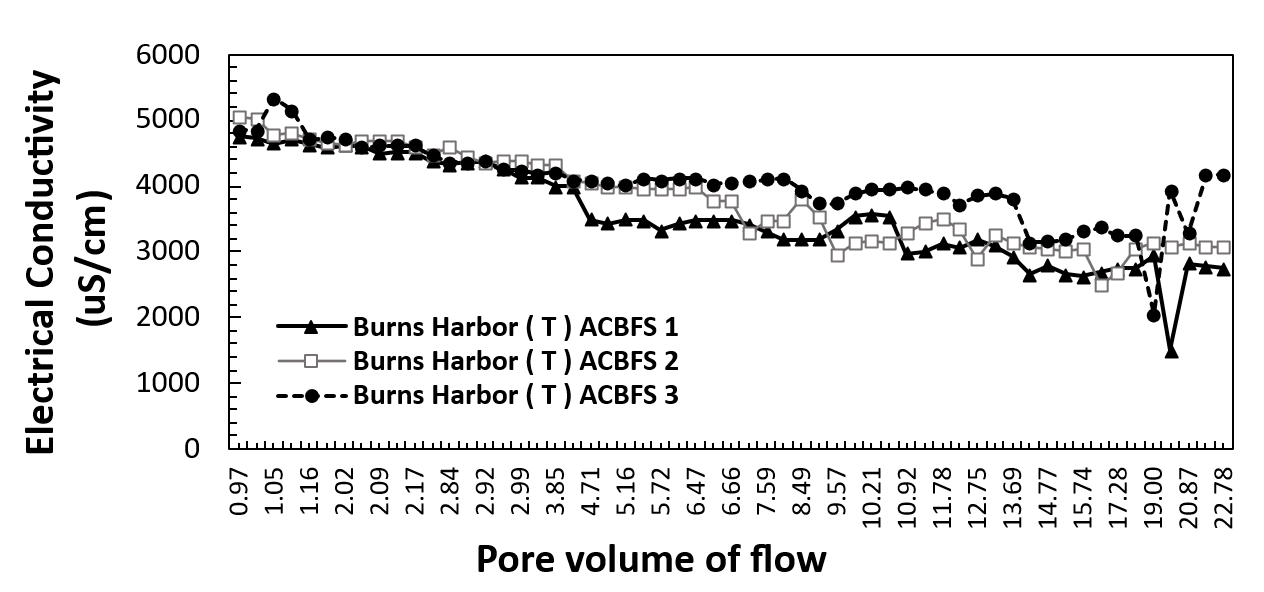 6000
5000
4000
3000
2000
1000
0
Electrical Conductivity
(uS/cm)
Burns Harbor ( T ) ACBFS 1
Burns Harbor ( T ) ACBFS 2
Burns Harbor ( T ) ACBFS 3
0.97 1.05 1.16 2.02 2.09 2.17 2.84 2.92 2.99 3.85 4.71 5.16 5.72 6.47 6.66 7.59 8.49 9.57 10.21 10.92 11.78 12.75 13.69 14.77 15.74 17.28 19.00 20.87 22.78
Pore volume of flow